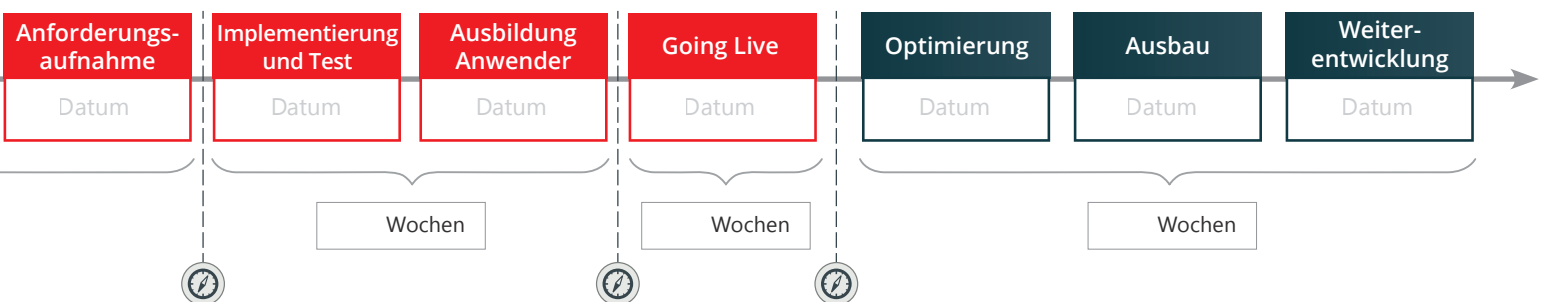 Anforderungs-
aufnahme
Datum
Implementierung
und Test
Datum
Ausbildung
Anwender
Datum
Going Live
Datum
Optimierung
Datum
Ausbau
Datum
Weiter-
entwicklung
Datum
Wochen
Wochen
Wochen